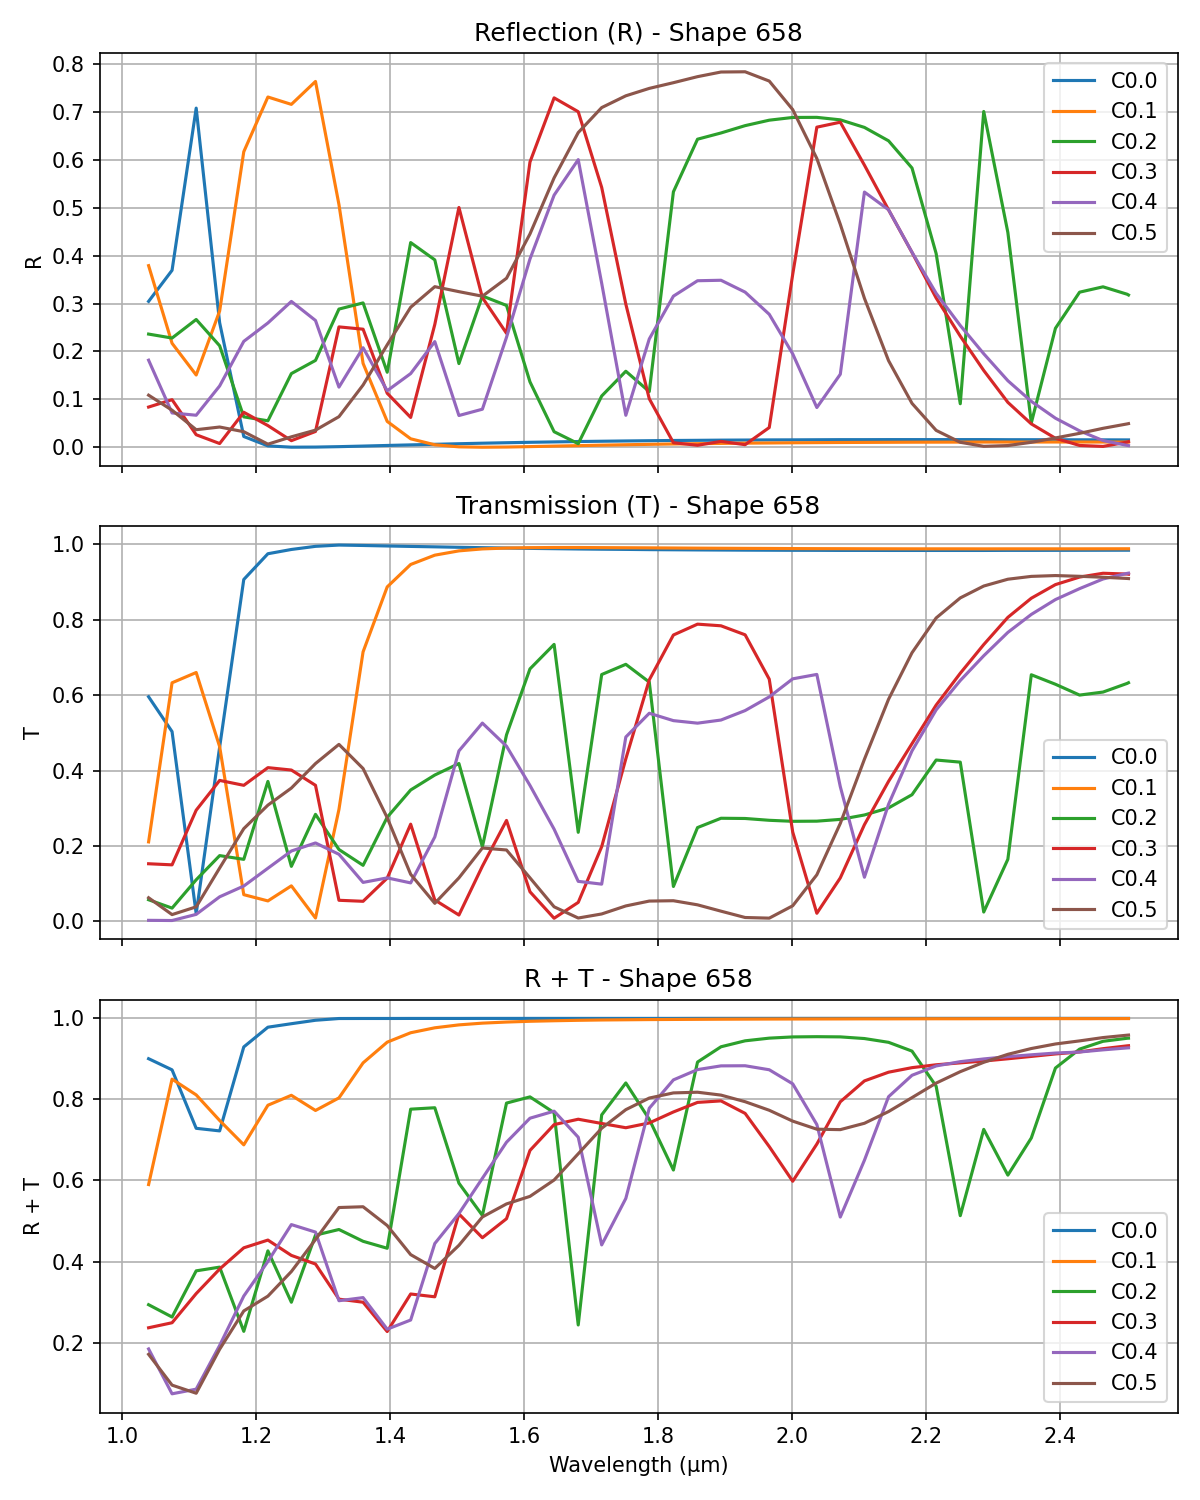 Reflection (R) - Shape 658
0.8
0.7
0.6
0.5
0.4
0.3
0.2
0.1
0.0
R
C0.0
C0.1
C0.2
C0.3
C0.4
C0.5
Transmission (T) - Shape 658
1.0
0.8
0.6
0.4
0.2
0.0
T
C0.0
C0.1
C0.2
C0.3
C0.4
C0.5
R + T - Shape 658
1.0
0.8
0.6
0.4
0.2
R + T
C0.0
C0.1
C0.2
C0.3
C0.4
C0.5
1.0 1.2 1.4 1.6 1.8 2.0 2.2 2.4
Wavelength (μm)